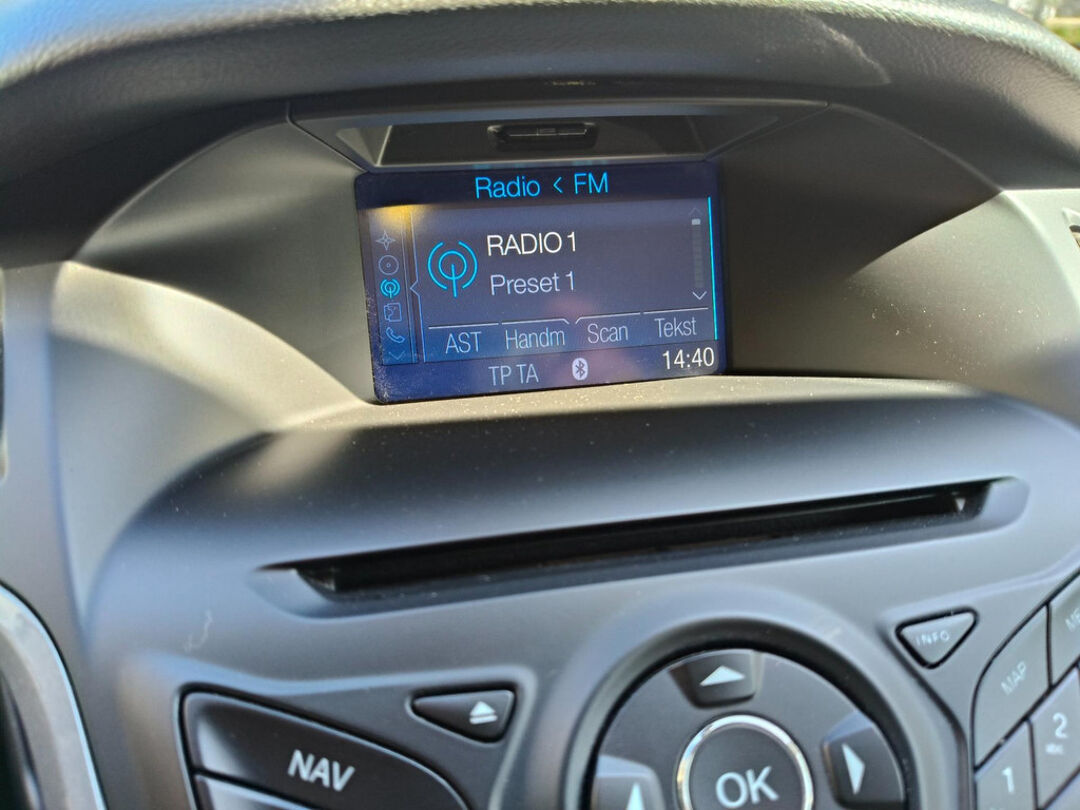 Radio < FM
RADIO 1
Preset 1
AST Handm Scan Tekst
TP TA 14:40
INFO
MAP
NAV
OK
1
2
abc